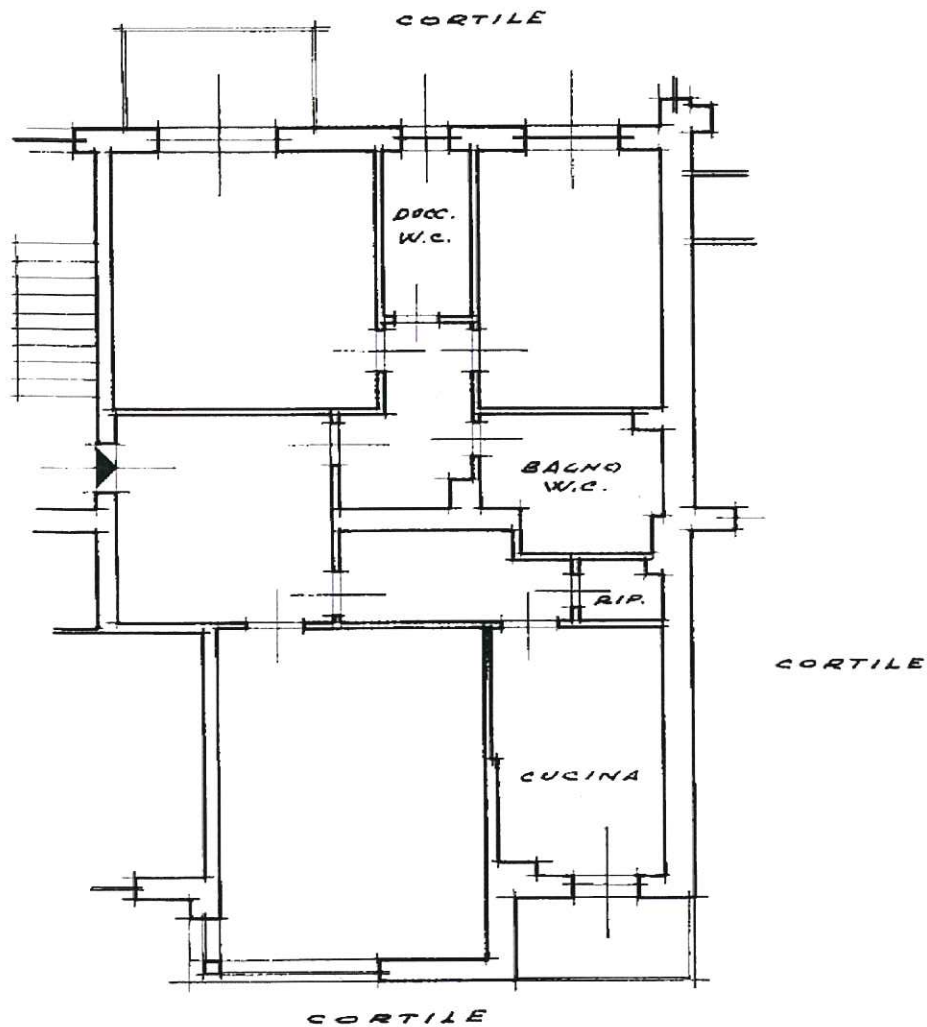 CORTILE
DOCC.
W.C.
BAGNO
W.C.
RIP.
CORTILE
CUCINA
CORTILE